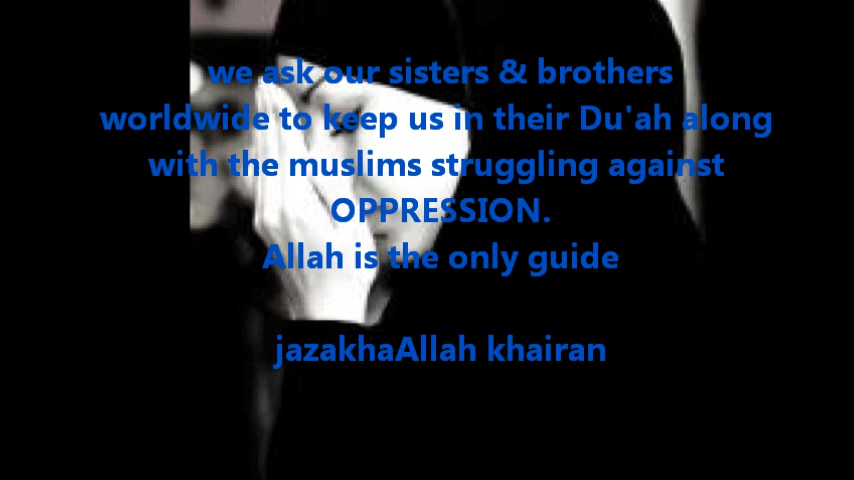 we ask our sisters & brothers
worldwide to keep us in their Du'ah along
with the muslims struggling against
OPPRESSION.
Allah is the only guide
jazakhaAllah khairan